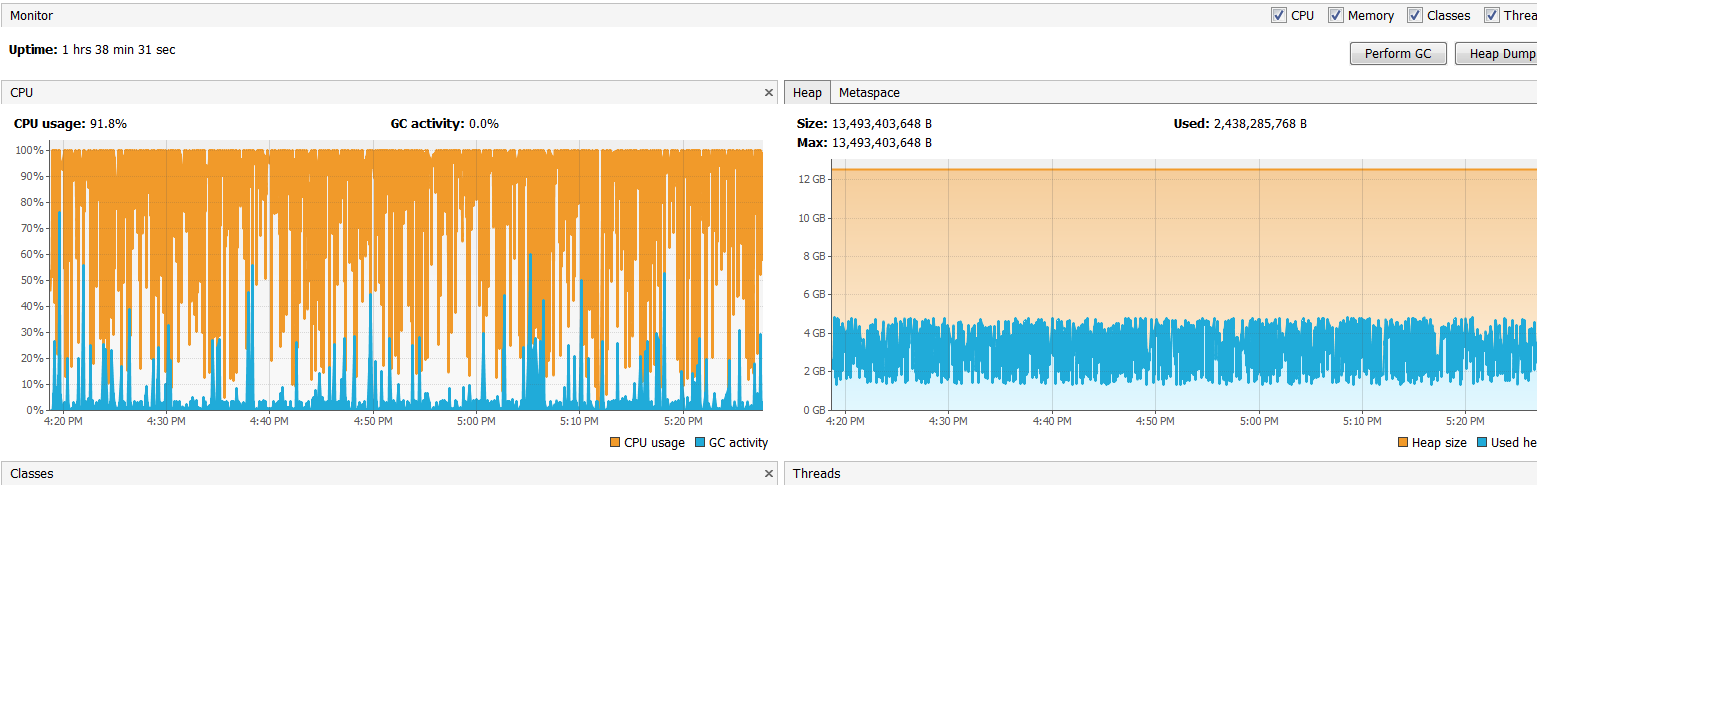 Monitor
CPU Memory Classes Threa
Uptime: 1 hrs 38 min 31 sec
Perform GC Heap Dump
CPU
CPU usage: 91.8% GC activity: 0.0%
100%
90%
80%
70%
60%
50%
40%
30%
20%
10%
0%
4:20 PM 4:30 PM 4:40 PM 4:50 PM 5:00 PM 5:10 PM 5:20 PM
CPU usage GC activity
Heap Metaspace
Size: 13,493,403,648 B Used: 2,438,285,768 B
Max: 13,493,403,648 B
12 GB
10 GB
8 GB
6 GB
4 GB
2 GB
0 GB
4:20 PM 4:30 PM 4:40 PM 4:50 PM 5:00 PM 5:10 PM 5:20 PM
Heap size Used he
Classes
Threads